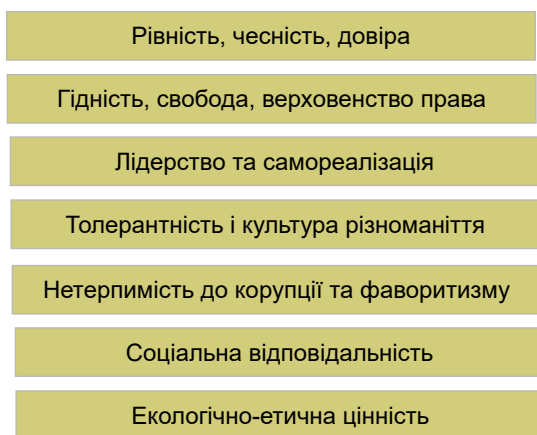 Рівність, чесність, довіра
Гідність, свобода, верховенство права
Лідерство та самореалізація
Толерантність і культура різноманіття
Нетерпимість до корупції та фаворитизму
Соціальна відповідальність
Екологічно-етична цінність